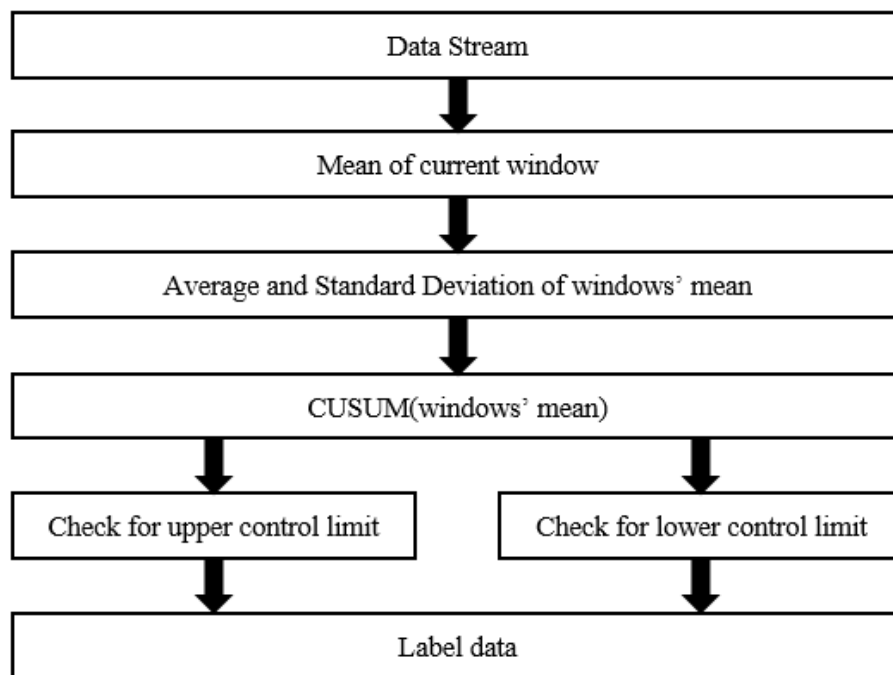 Data Stream
Mean of current window
Average and Standard Deviation of windows’ mean
CUSUM(windows’ mean)
Check for upper control limit
Check for lower control limit
Label data